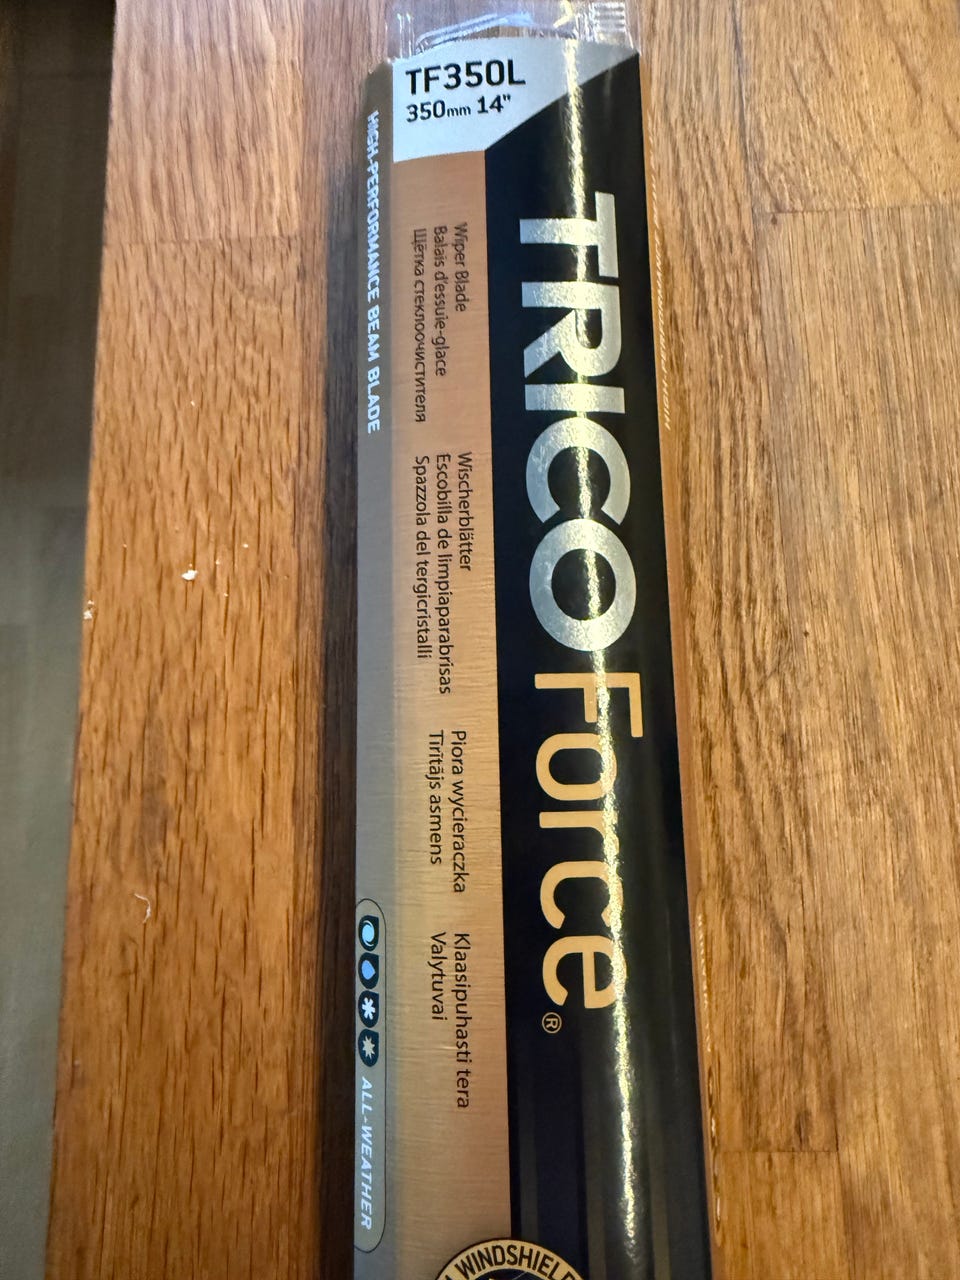 TF350L
350mm 14"
TRICO Force®
Wiper Blade
Balais d'essuie-glace
Щётка стеклоочистителя
Wischerblätter
Escobilla de limpiaparabrisas
Spazzola del tergicristalli
Piora wycieraczka
Tīrītājs asmens
Klaasipuhasti tera
Valytuvai
HIGH-PERFORMANCE BEAM BLADE
ALL-WEATHER
WINDSHIELD